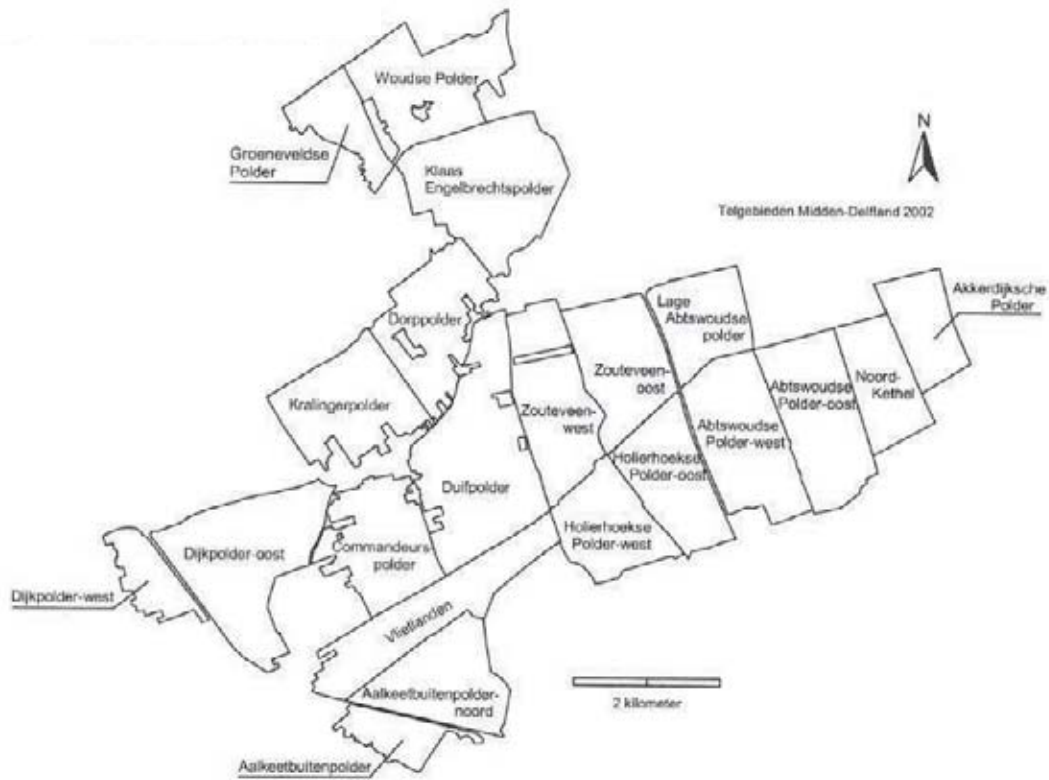 Woudse Polder
Groeneveldse
Polder
Klaas
Engelbrechtspolder
N
Telgebieden Midden-Delfland 2002
Dorppolder
Lage
Abtswoudse
polder
Akkerdijksche
Polder
Zouteveen-
oost
Abtswoudse
Polder-oost
Noord-
Kethel
Kralingerpolder
Zouteveen-
west
Abtswoudse
Polder-west
Holierhoekse
Polder-oost
Duifpolder
Holierhoekse
Polder-west
Dijkpolder-oost
Commandeurs-
polder
Dijkpolder-west
Vlietlanden
Aalkeetbuitenpolder-
noord
2 kilometer
Aalkeetbuitenpolder